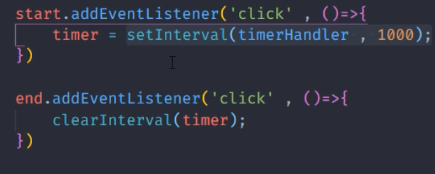 start.addEventListener('click' , ()=>{
    timer = setInterval(timerHandler , 1000);
})

end.addEventListener('click' , ()=>{
    clearInterval(timer);
})